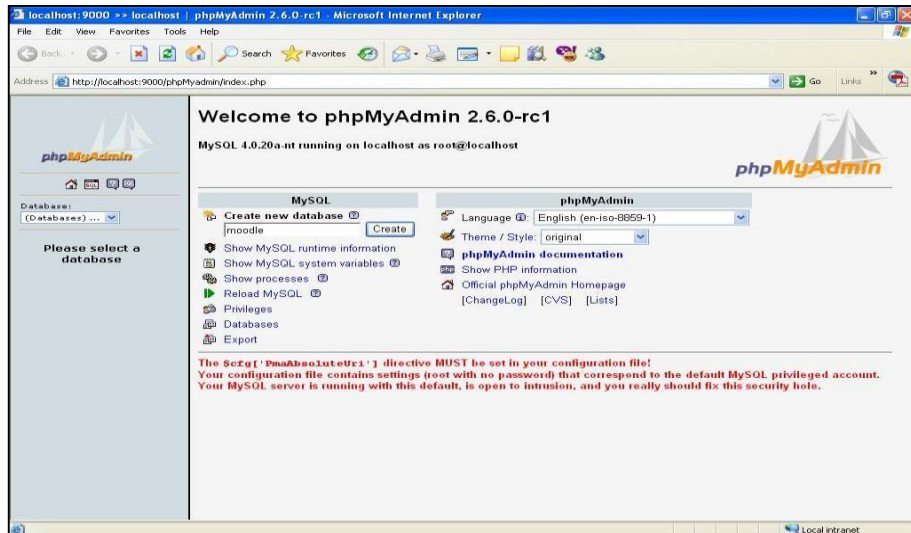 localhost:9000 >> localhost | phpMyAdmin 2.6.0-rc1 - Microsoft Internet Explorer
File Edit View Favorites Tools Help
Back Search Favorites
Address http://localhost:9000/phpMyadmin/index.php Go Links »
phpMyAdmin
SQL
Database:
(Databases) ...
Please select a
database
Welcome to phpMyAdmin 2.6.0-rc1
MySQL 4.0.20a-nt running on localhost as root@localhost
phpMyAdmin
MySQL
Create new database
moodle Create
Show MySQL runtime information
Show MySQL system variables
Show processes
Reload MySQL
Privileges
Databases
Export
phpMyAdmin
Language : English (en-iso-8859-1)
Theme / Style: original
phpMyAdmin documentation
php Show PHP information
Official phpMyAdmin Homepage
[ChangeLog] [CVS] [Lists]
The $cfg['PmaAbsoluteUri'] directive MUST be set in your configuration file!
Your configuration file contains settings (root with no password) that correspond to the default MySQL privileged account.
Your MySQL server is running with this default, is open to intrusion, and you really should fix this security hole.
Local intranet